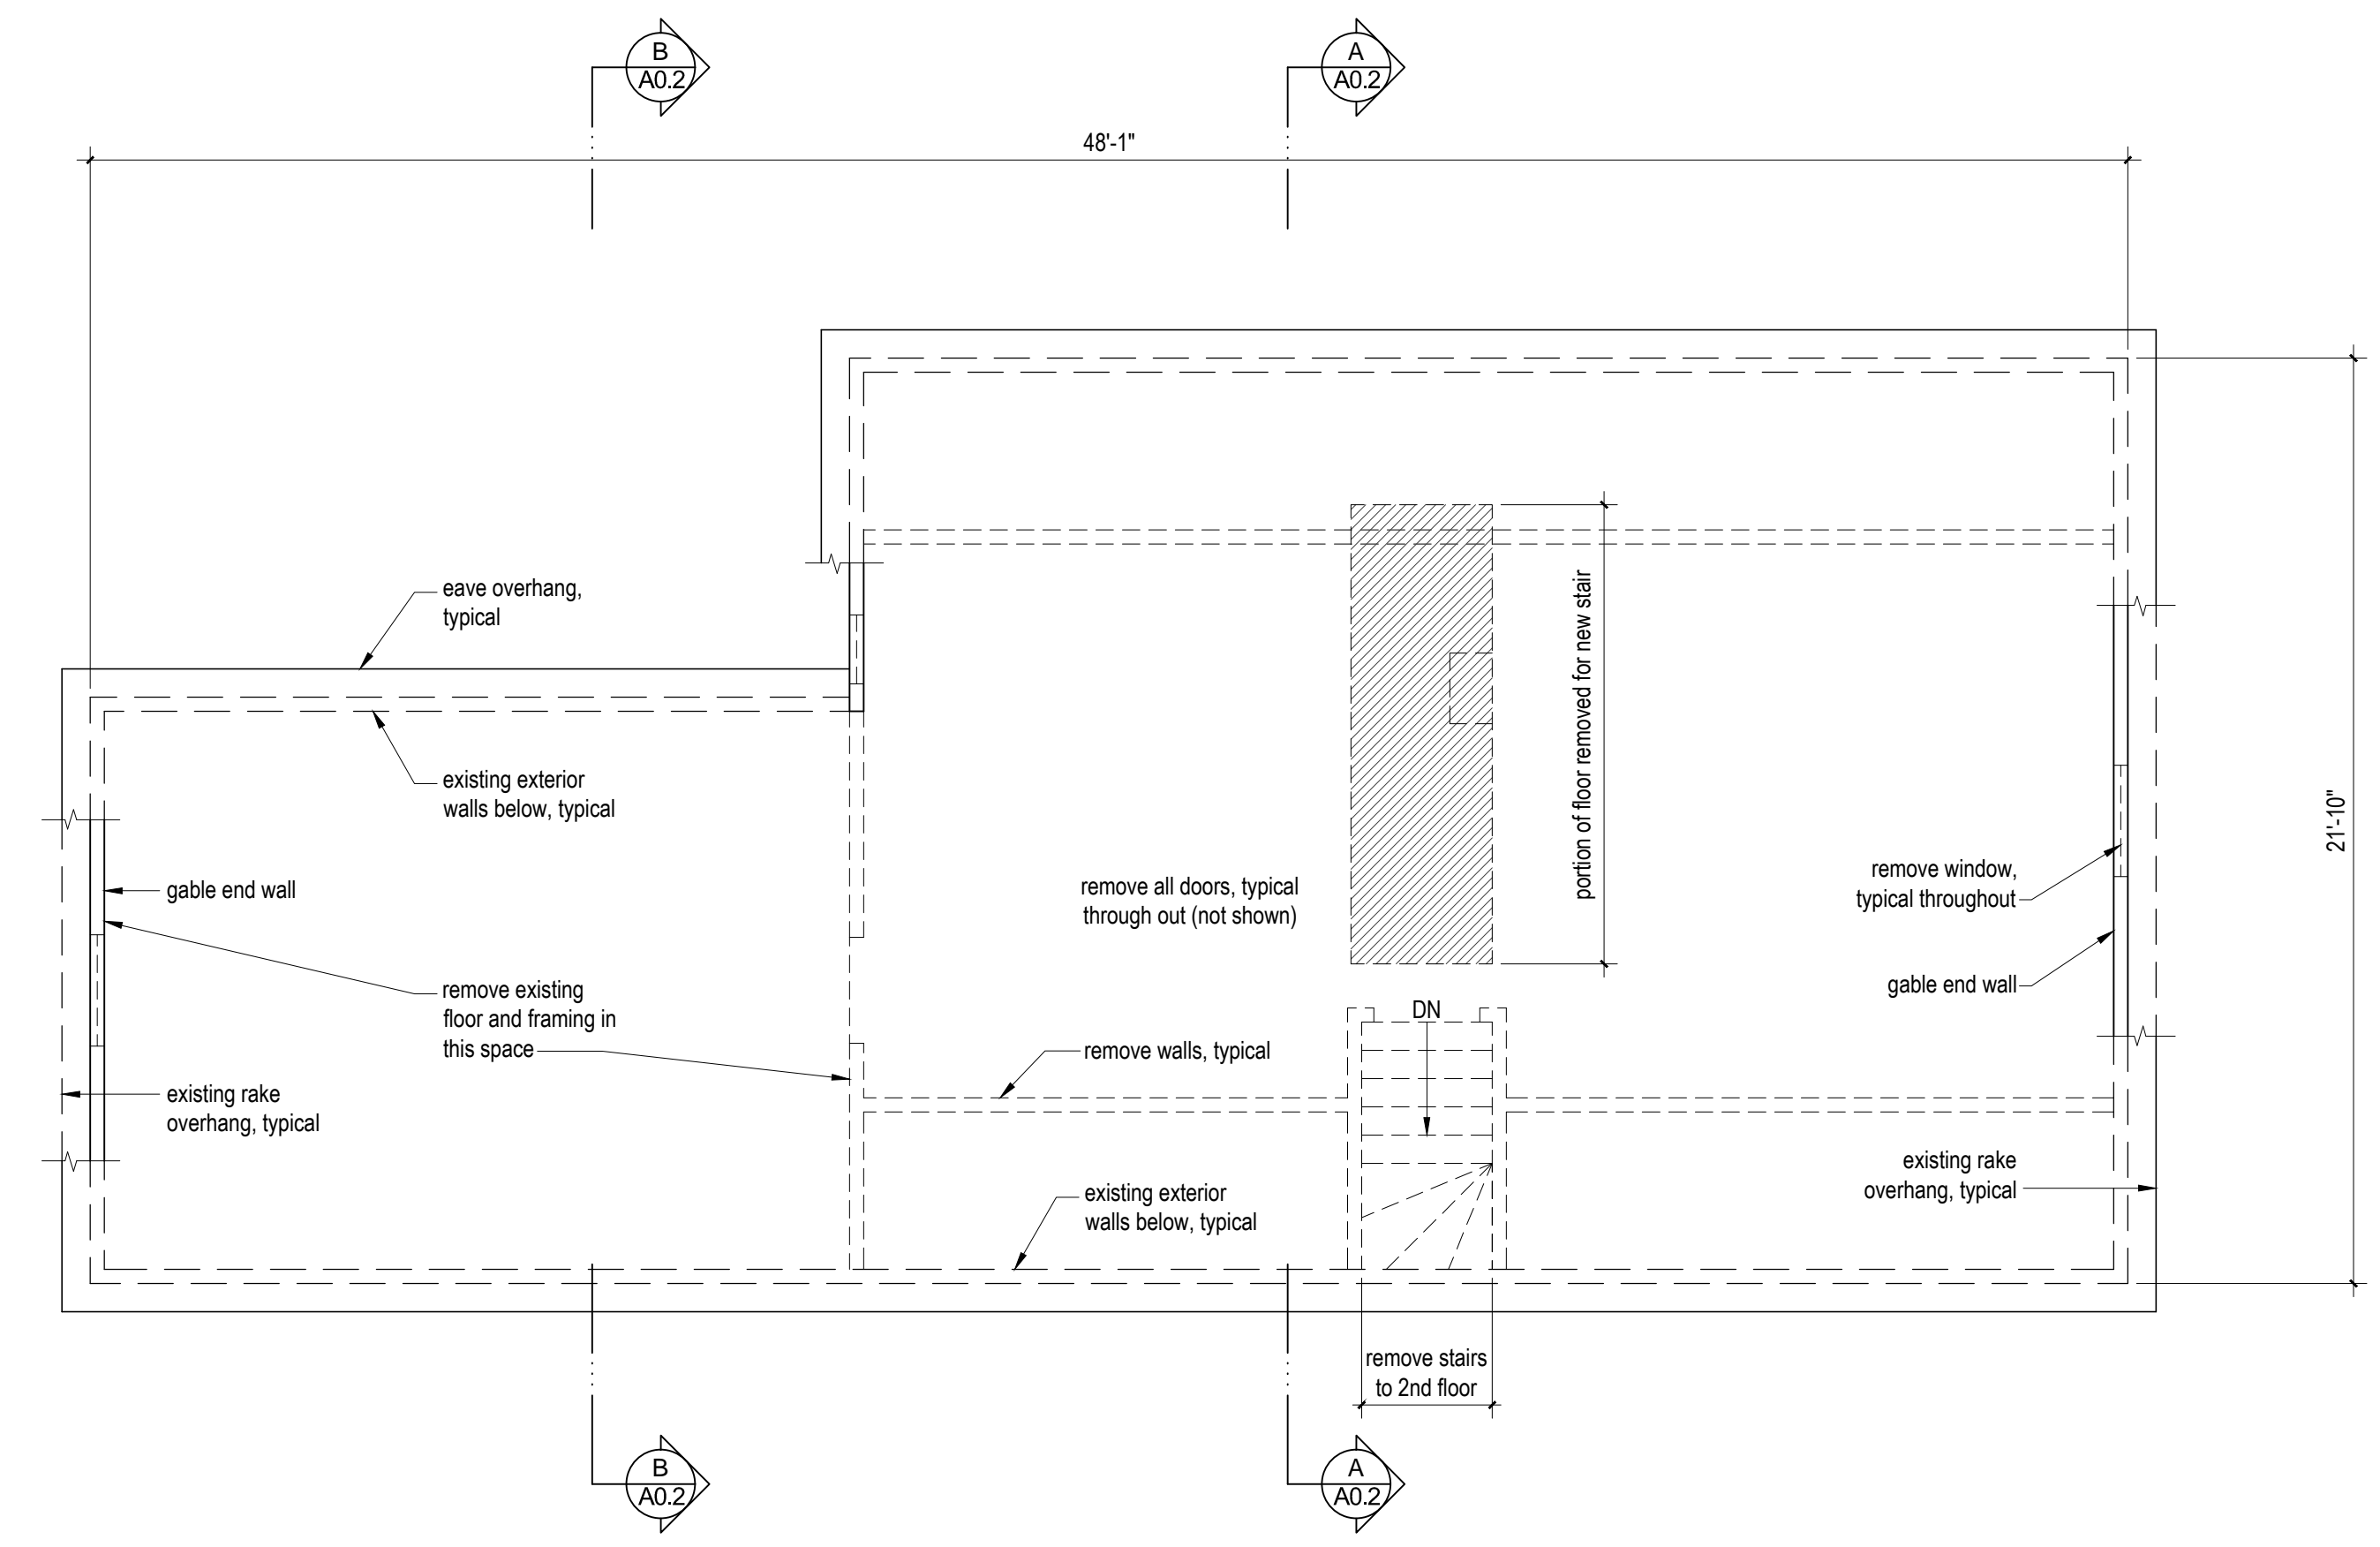 B
A0.2
A
A0.2
48'-1"
eave overhang,
typical
existing exterior
walls below, typical
gable end wall
remove existing
floor and framing in
this space
existing rake
overhang, typical
remove all doors, typical
through out (not shown)
portion of floor removed for new stair
remove window,
typical throughout
gable end wall
21'-10"
DN
remove walls, typical
existing exterior
walls below, typical
existing rake
overhang, typical
remove stairs
to 2nd floor
B
A0.2
A
A0.2